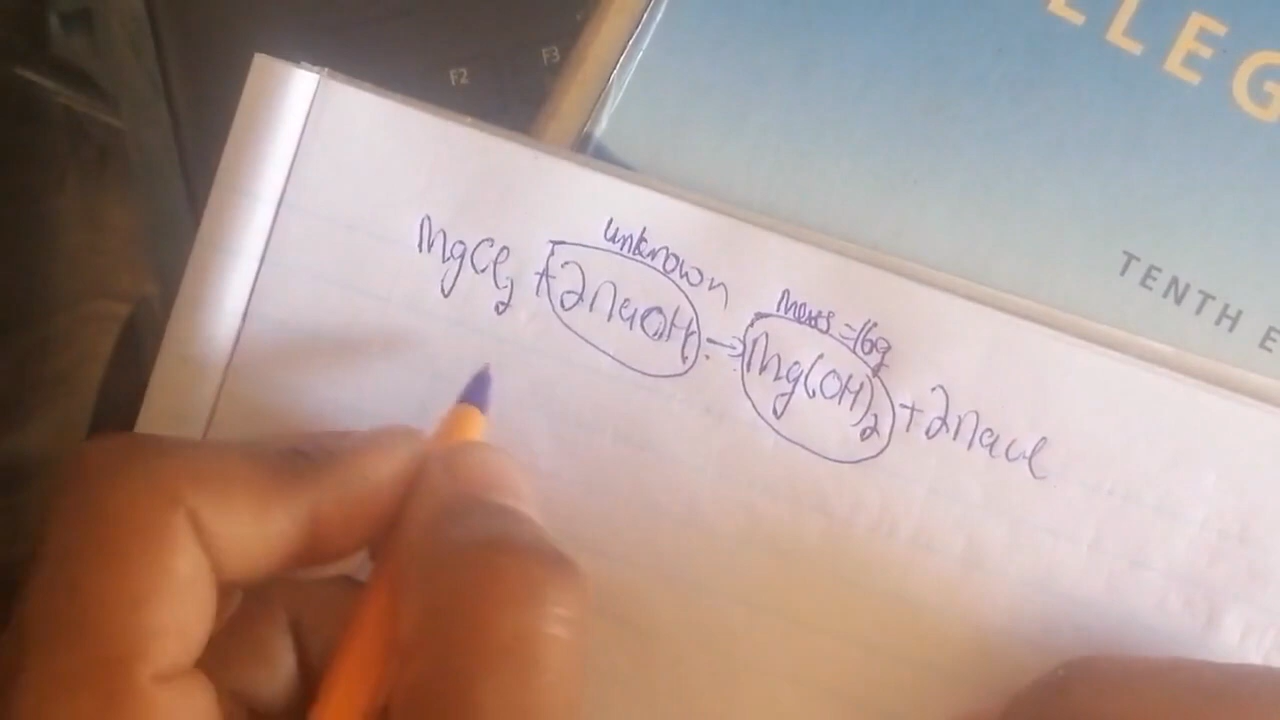 F2
F3
LLEG
TENTH E
unknown
mass = 16g
MgCl2 + 2NaOH → Mg(OH)2 + 2NaCl